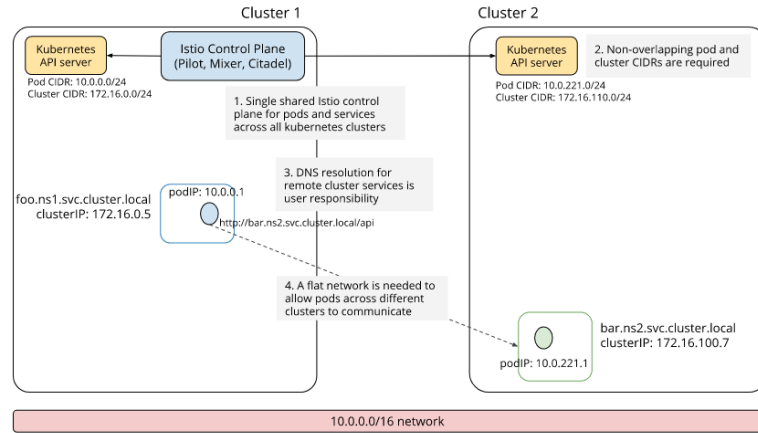 Cluster 1
Cluster 2
Kubernetes
API server
Istio Control Plane
(Pilot, Mixer, Citadel)
Kubernetes
API server
2. Non-overlapping pod and
cluster CIDRs are required
Pod CIDR: 10.0.0.0/24
Cluster CIDR: 172.16.0.0/24
Pod CIDR: 10.0.221.0/24
Cluster CIDR: 172.16.110.0/24
1. Single shared Istio control
plane for pods and services
across all kubernetes clusters
3. DNS resolution for
remote cluster services is
user responsibility
foo.ns1.svc.cluster.local
clusterIP: 172.16.0.5
podIP: 10.0.0.1
http://bar.ns2.svc.cluster.local/api
4. A flat network is needed to
allow pods across different
clusters to communicate
bar.ns2.svc.cluster.local
clusterIP: 172.16.100.7
podIP: 10.0.221.1
10.0.0.0/16 network